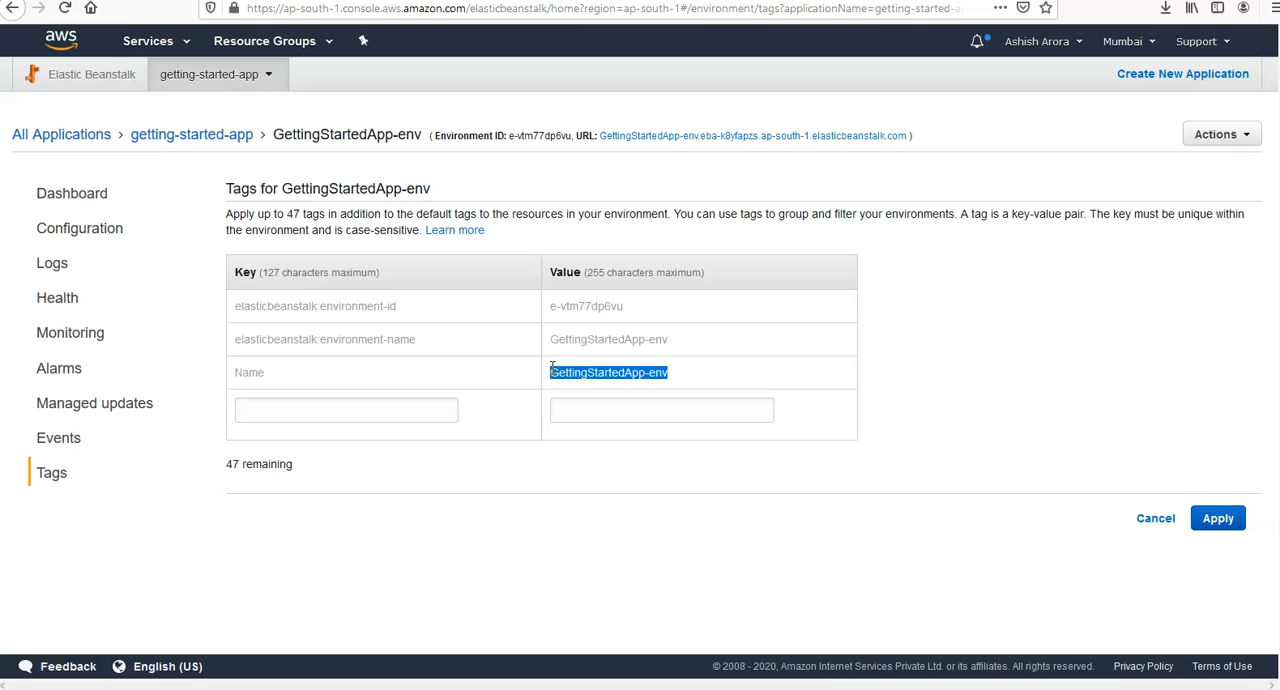 https://ap-south-1.console.aws.amazon.com/elasticbeanstalk/home?region=ap-south-1#/environment/tags?applicationName=getting-started-a
aws Services Resource Groups Ashish Arora Mumbai Support
Elastic Beanstalk getting-started-app Create New Application
All Applications > getting-started-app > GettingStartedApp-env ( Environment ID: e-vtm77dp6vu, URL: GettingStartedApp-env.eba-k8yfapzs.ap-south-1.elasticbeanstalk.com ) Actions
Dashboard
Configuration
Logs
Health
Monitoring
Alarms
Managed updates
Events
Tags
Tags for GettingStartedApp-env
Apply up to 47 tags in addition to the default tags to the resources in your environment. You can use tags to group and filter your environments. A tag is a key-value pair. The key must be unique within
the environment and is case-sensitive. Learn more
Key (127 characters maximum) Value (255 characters maximum)
elasticbeanstalk:environment-id e-vtm77dp6vu
elasticbeanstalk:environment-name GettingStartedApp-env
Name GettingStartedApp-env
47 remaining
Cancel Apply
Feedback English (US) © 2008 - 2020, Amazon Internet Services Private Ltd. or its affiliates. All rights reserved. Privacy Policy Terms of Use